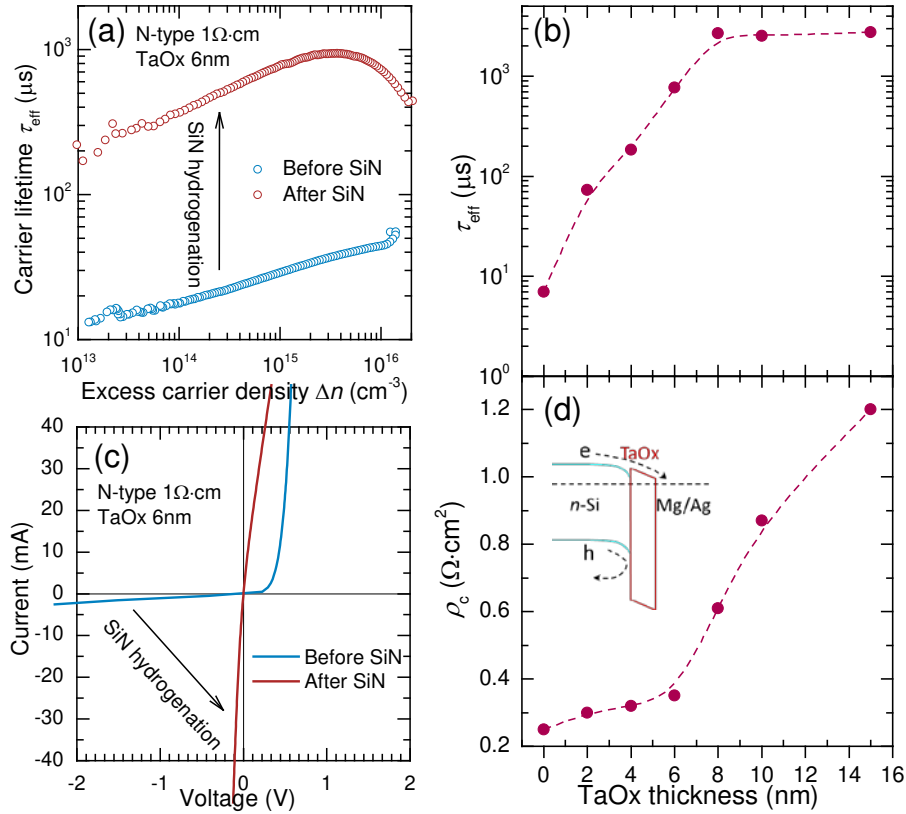 (a)
N-type 1Ω·cm
TaOx 6nm
Carrier lifetime τeff (μs)
10³
10²
10¹
SiN hydrogenation
Before SiN
After SiN
10¹³
10¹⁴
10¹⁵
10¹⁶
Excess carrier density Δn (cm⁻³)
(b)
τeff (μs)
10⁴
10³
10²
10¹
10⁰
(c)
N-type 1Ω·cm
TaOx 6nm
Current (mA)
40
30
20
10
0
-10
-20
-30
-40
SiN hydrogenation
Before SiN
After SiN
-2
-1
0
1
2
Voltage (V)
(d)
ρc (Ω·cm²)
1.2
1.0
0.8
0.6
0.4
0.2
e
TaOx
n-Si
Mg/Ag
h
0
2
4
6
8
10
12
14
16
TaOx thickness (nm)